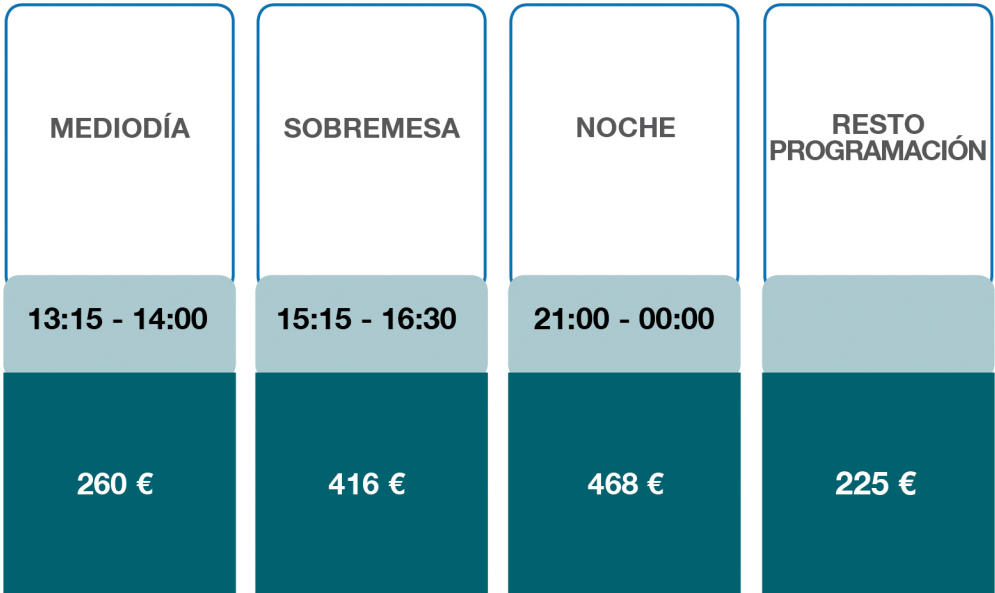 MEDIODÍA
SOBREMESA
NOCHE
RESTO
PROGRAMACIÓN
13:15 - 14:00
15:15 - 16:30
21:00 - 00:00
260 €
416 €
468 €
225 €